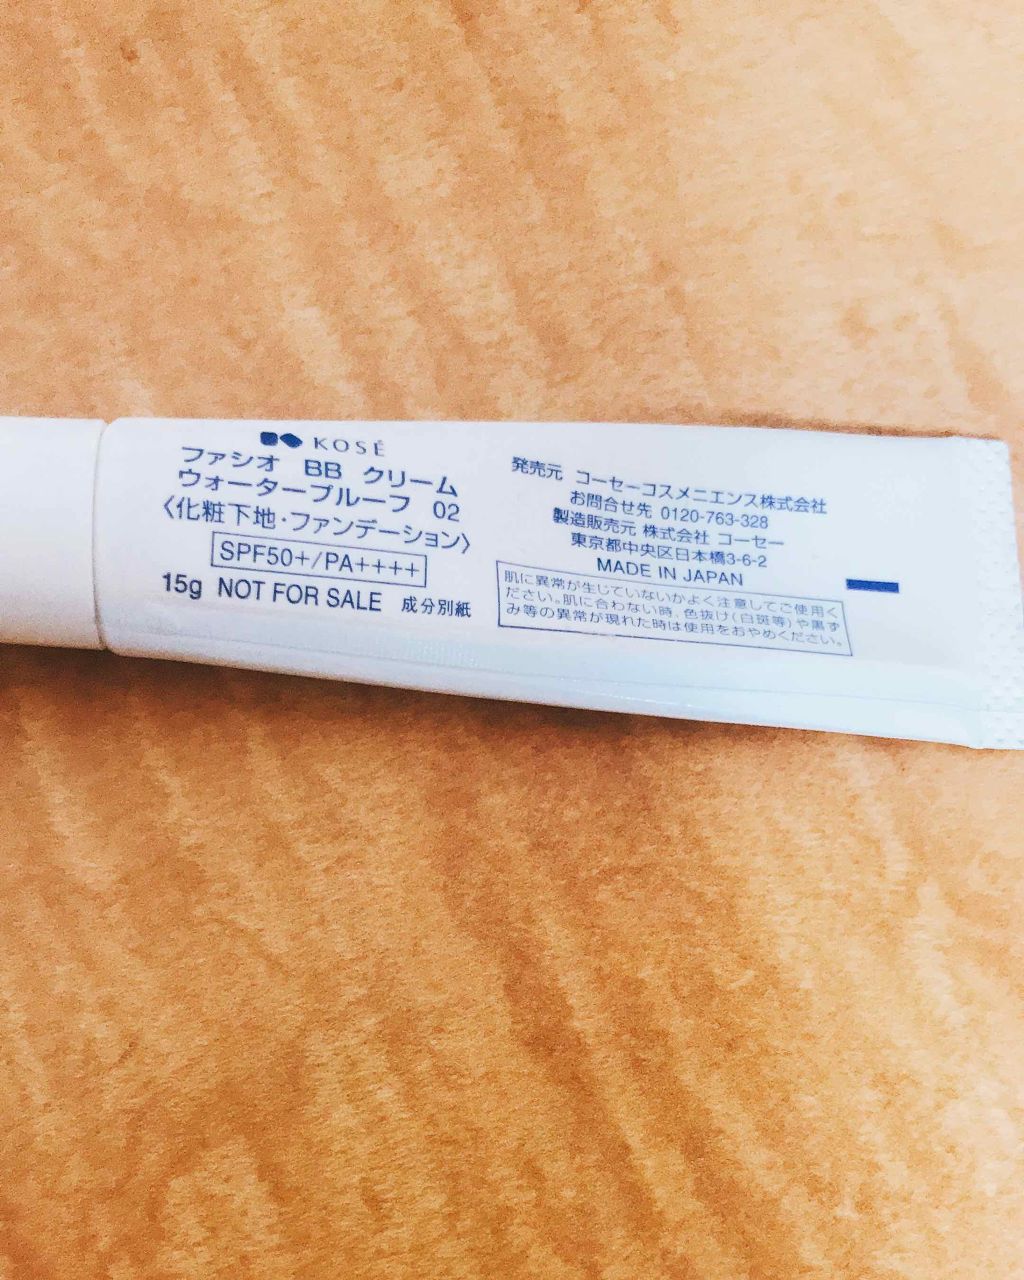 KOSÉ
ファシオ BB クリーム
ウォータープルーフ 02
〈化粧下地・ファンデーション〉
SPF50+/PA++++
15g NOT FOR SALE 成分別紙
発売元 コーセーコスメニエンス株式会社
お問合せ先 0120-763-328
製造販売元 株式会社 コーセー
東京都中央区日本橋3-6-2
MADE IN JAPAN
肌に異常が生じていないかよく注意してご使用く
ださい。肌に合わない時、色抜け(白斑等)や黒ず
み等の異常が現れた時は使用をおやめください。